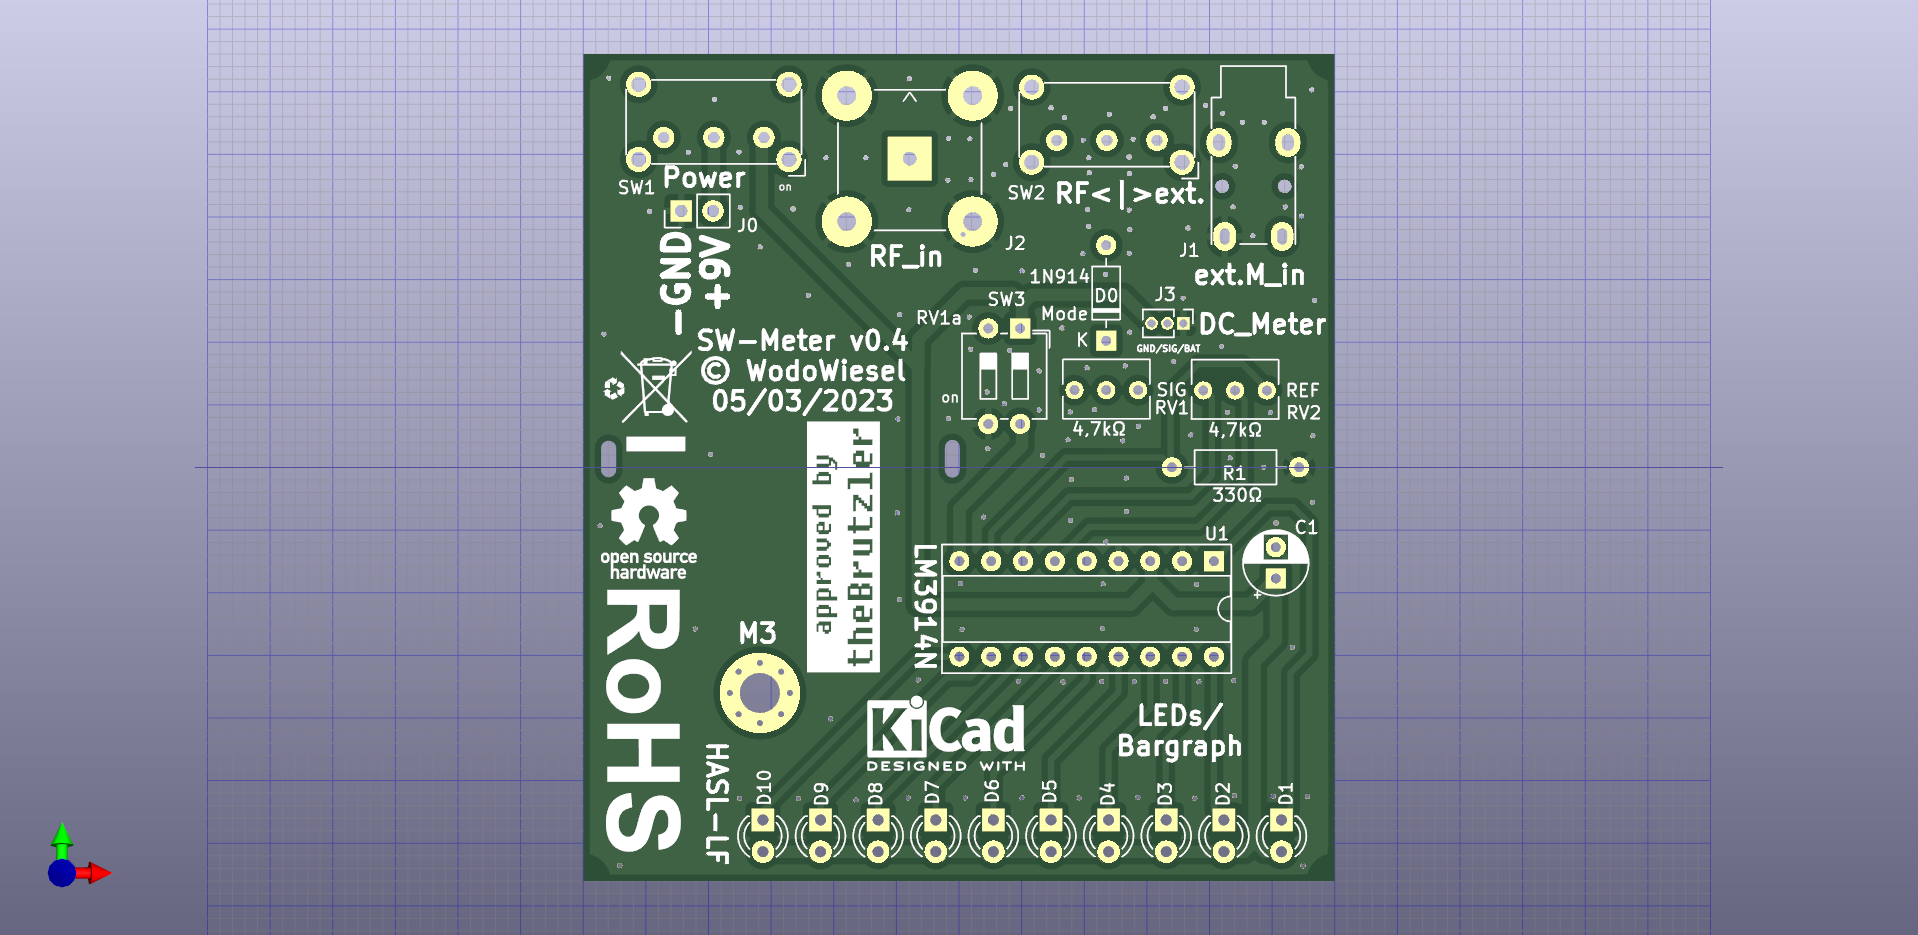 SW1
Power
on
J0
-GND
+9V
RF_in
J2
SW2
RF<|>ext.
J1
ext.M_in
1N914
D0
Mode
K
SW3
RV1a
on
J3
DC_Meter
GND/SIG/BAT
SIG
RV1
4,7kΩ
REF
RV2
4,7kΩ
SW-Meter v0.4
© WodoWiesel
05/03/2023
R1
330Ω
approved by
theBrutzler
open source
hardware
RoHS
HASL-LF
M3
LM3914N
U1
C1
+
KiCad
DESIGNED WITH
LEDs/
Bargraph
D10
D9
D8
D7
D6
D5
D4
D3
D2
D1